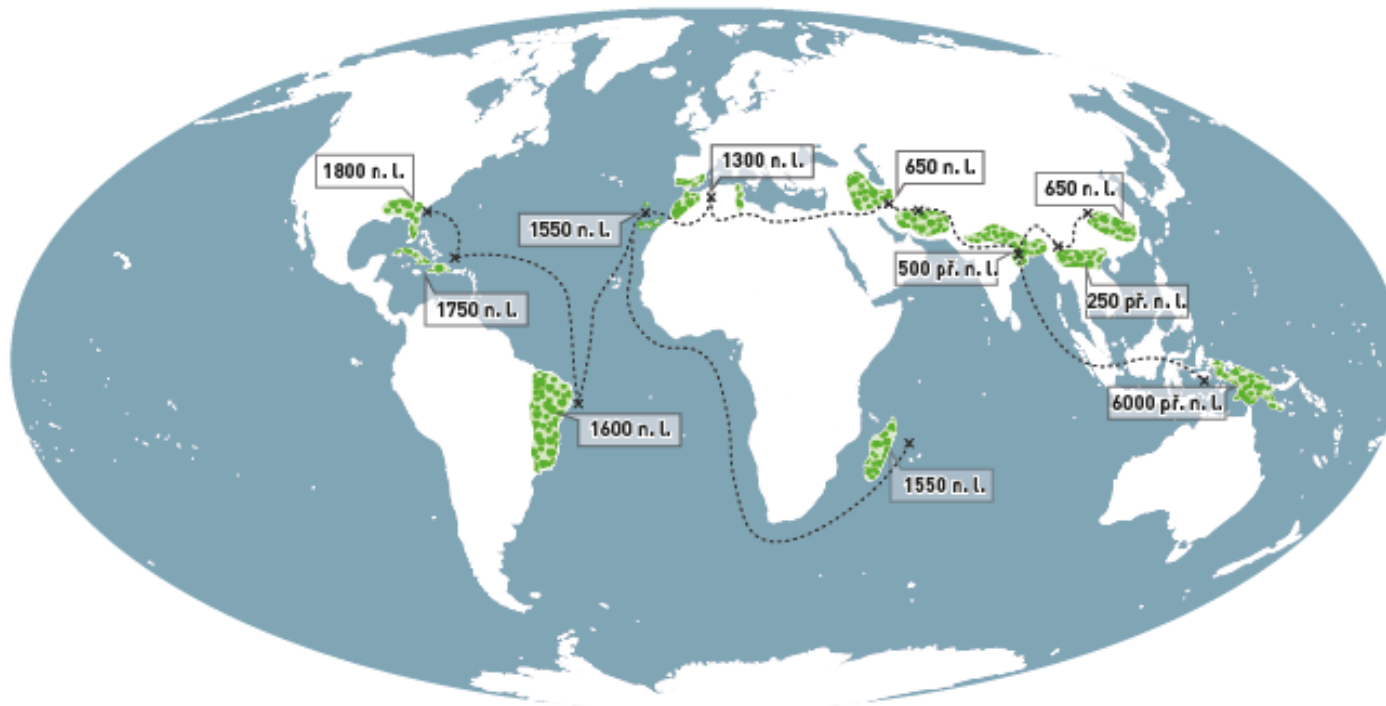 1300 n. l.
650 n. l.
1800 n. l.
650 n. l.
1550 n. l.
500 př. n. l.
250 př. n. l.
1750 n. l.
6000 př. n. l.
1600 n. l.
1550 n. l.